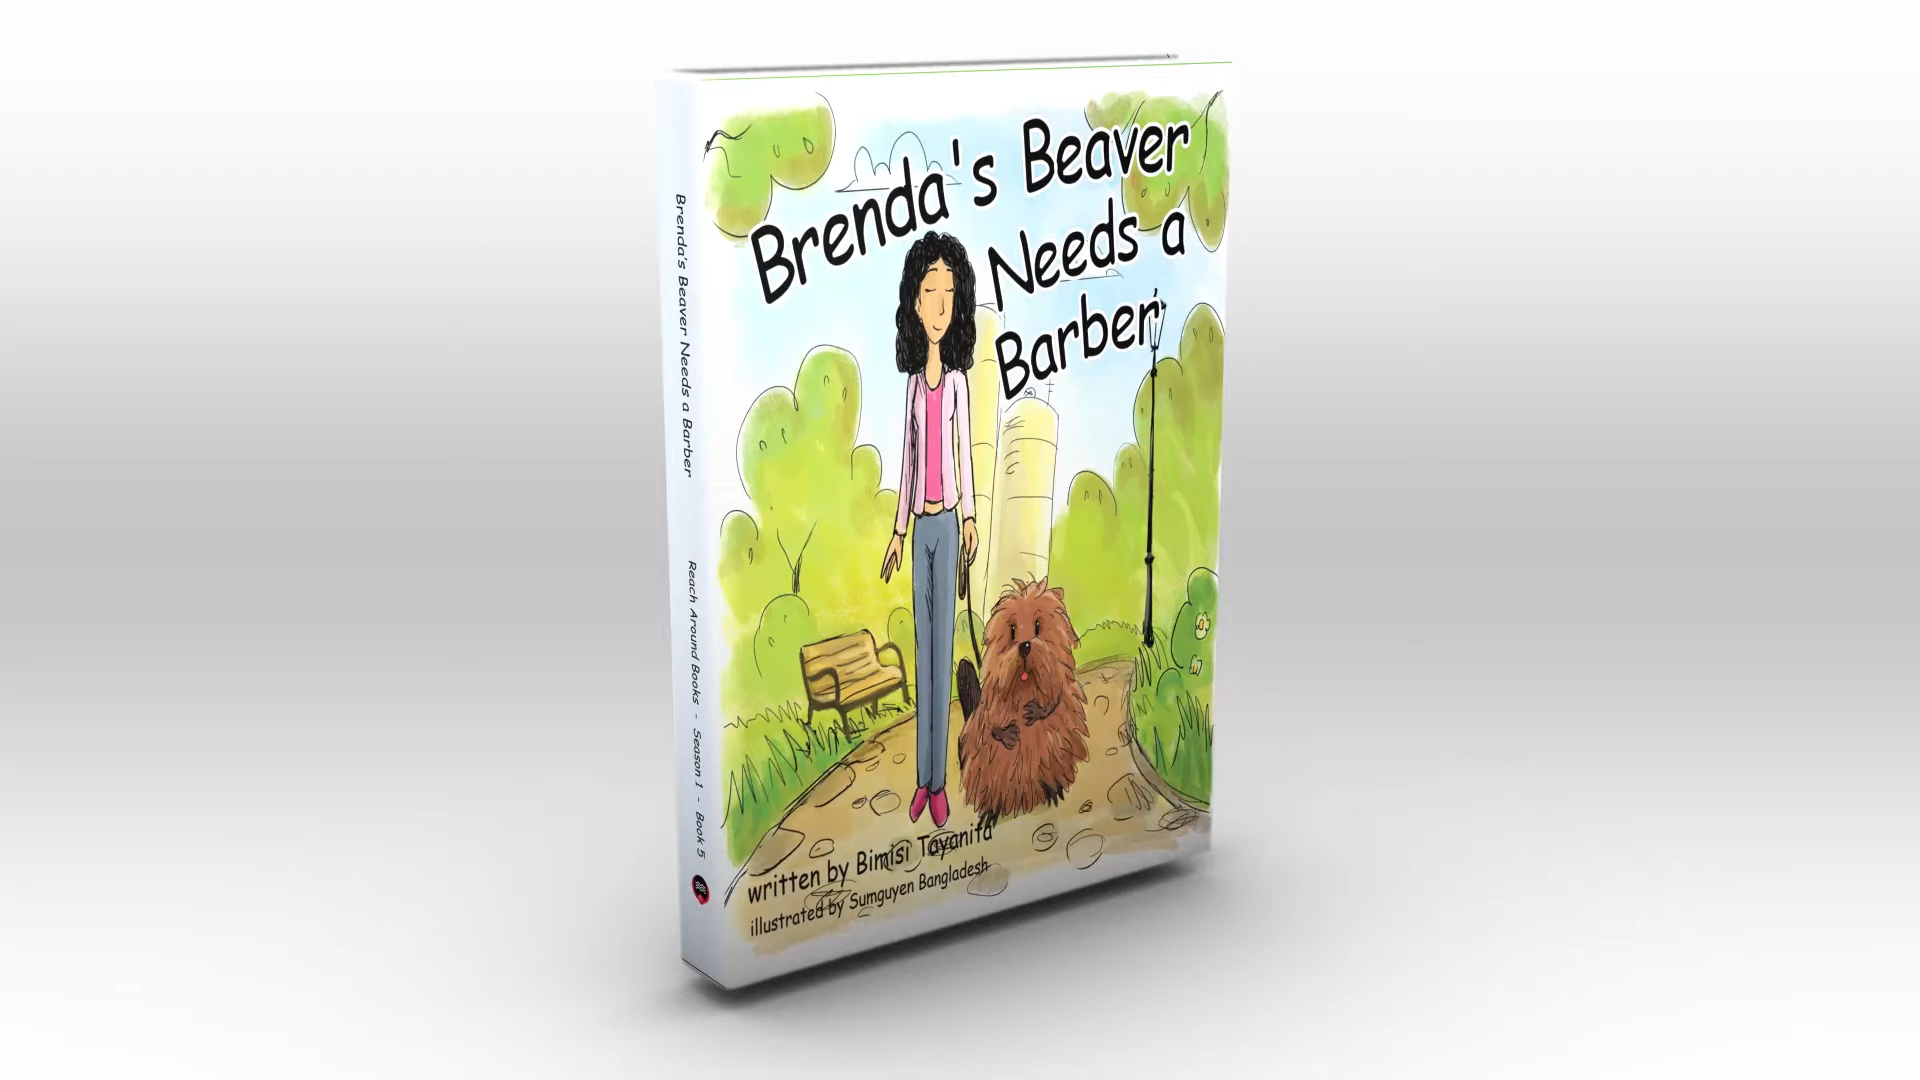 Brenda's Beaver
Needs a
Barber
written by Bimisi Tayanita
illustrated by Sumguyen Bangladesh
Brenda's Beaver Needs a Barber
Reach Around Books - Season 1 - Book 5